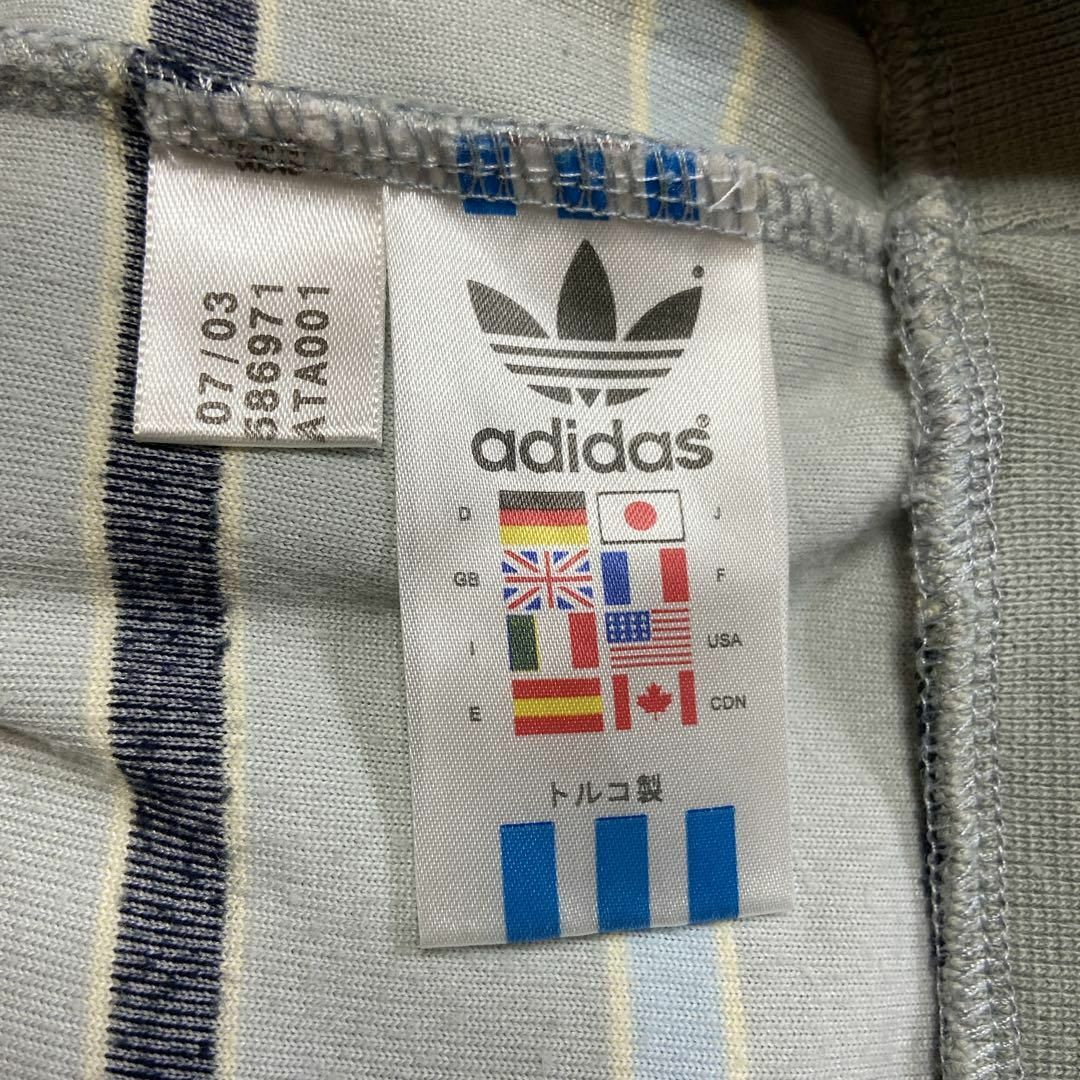 07/03
586971
ATA001
adidas®
D
J
GB
F
I
USA
E
CDN
トルコ製